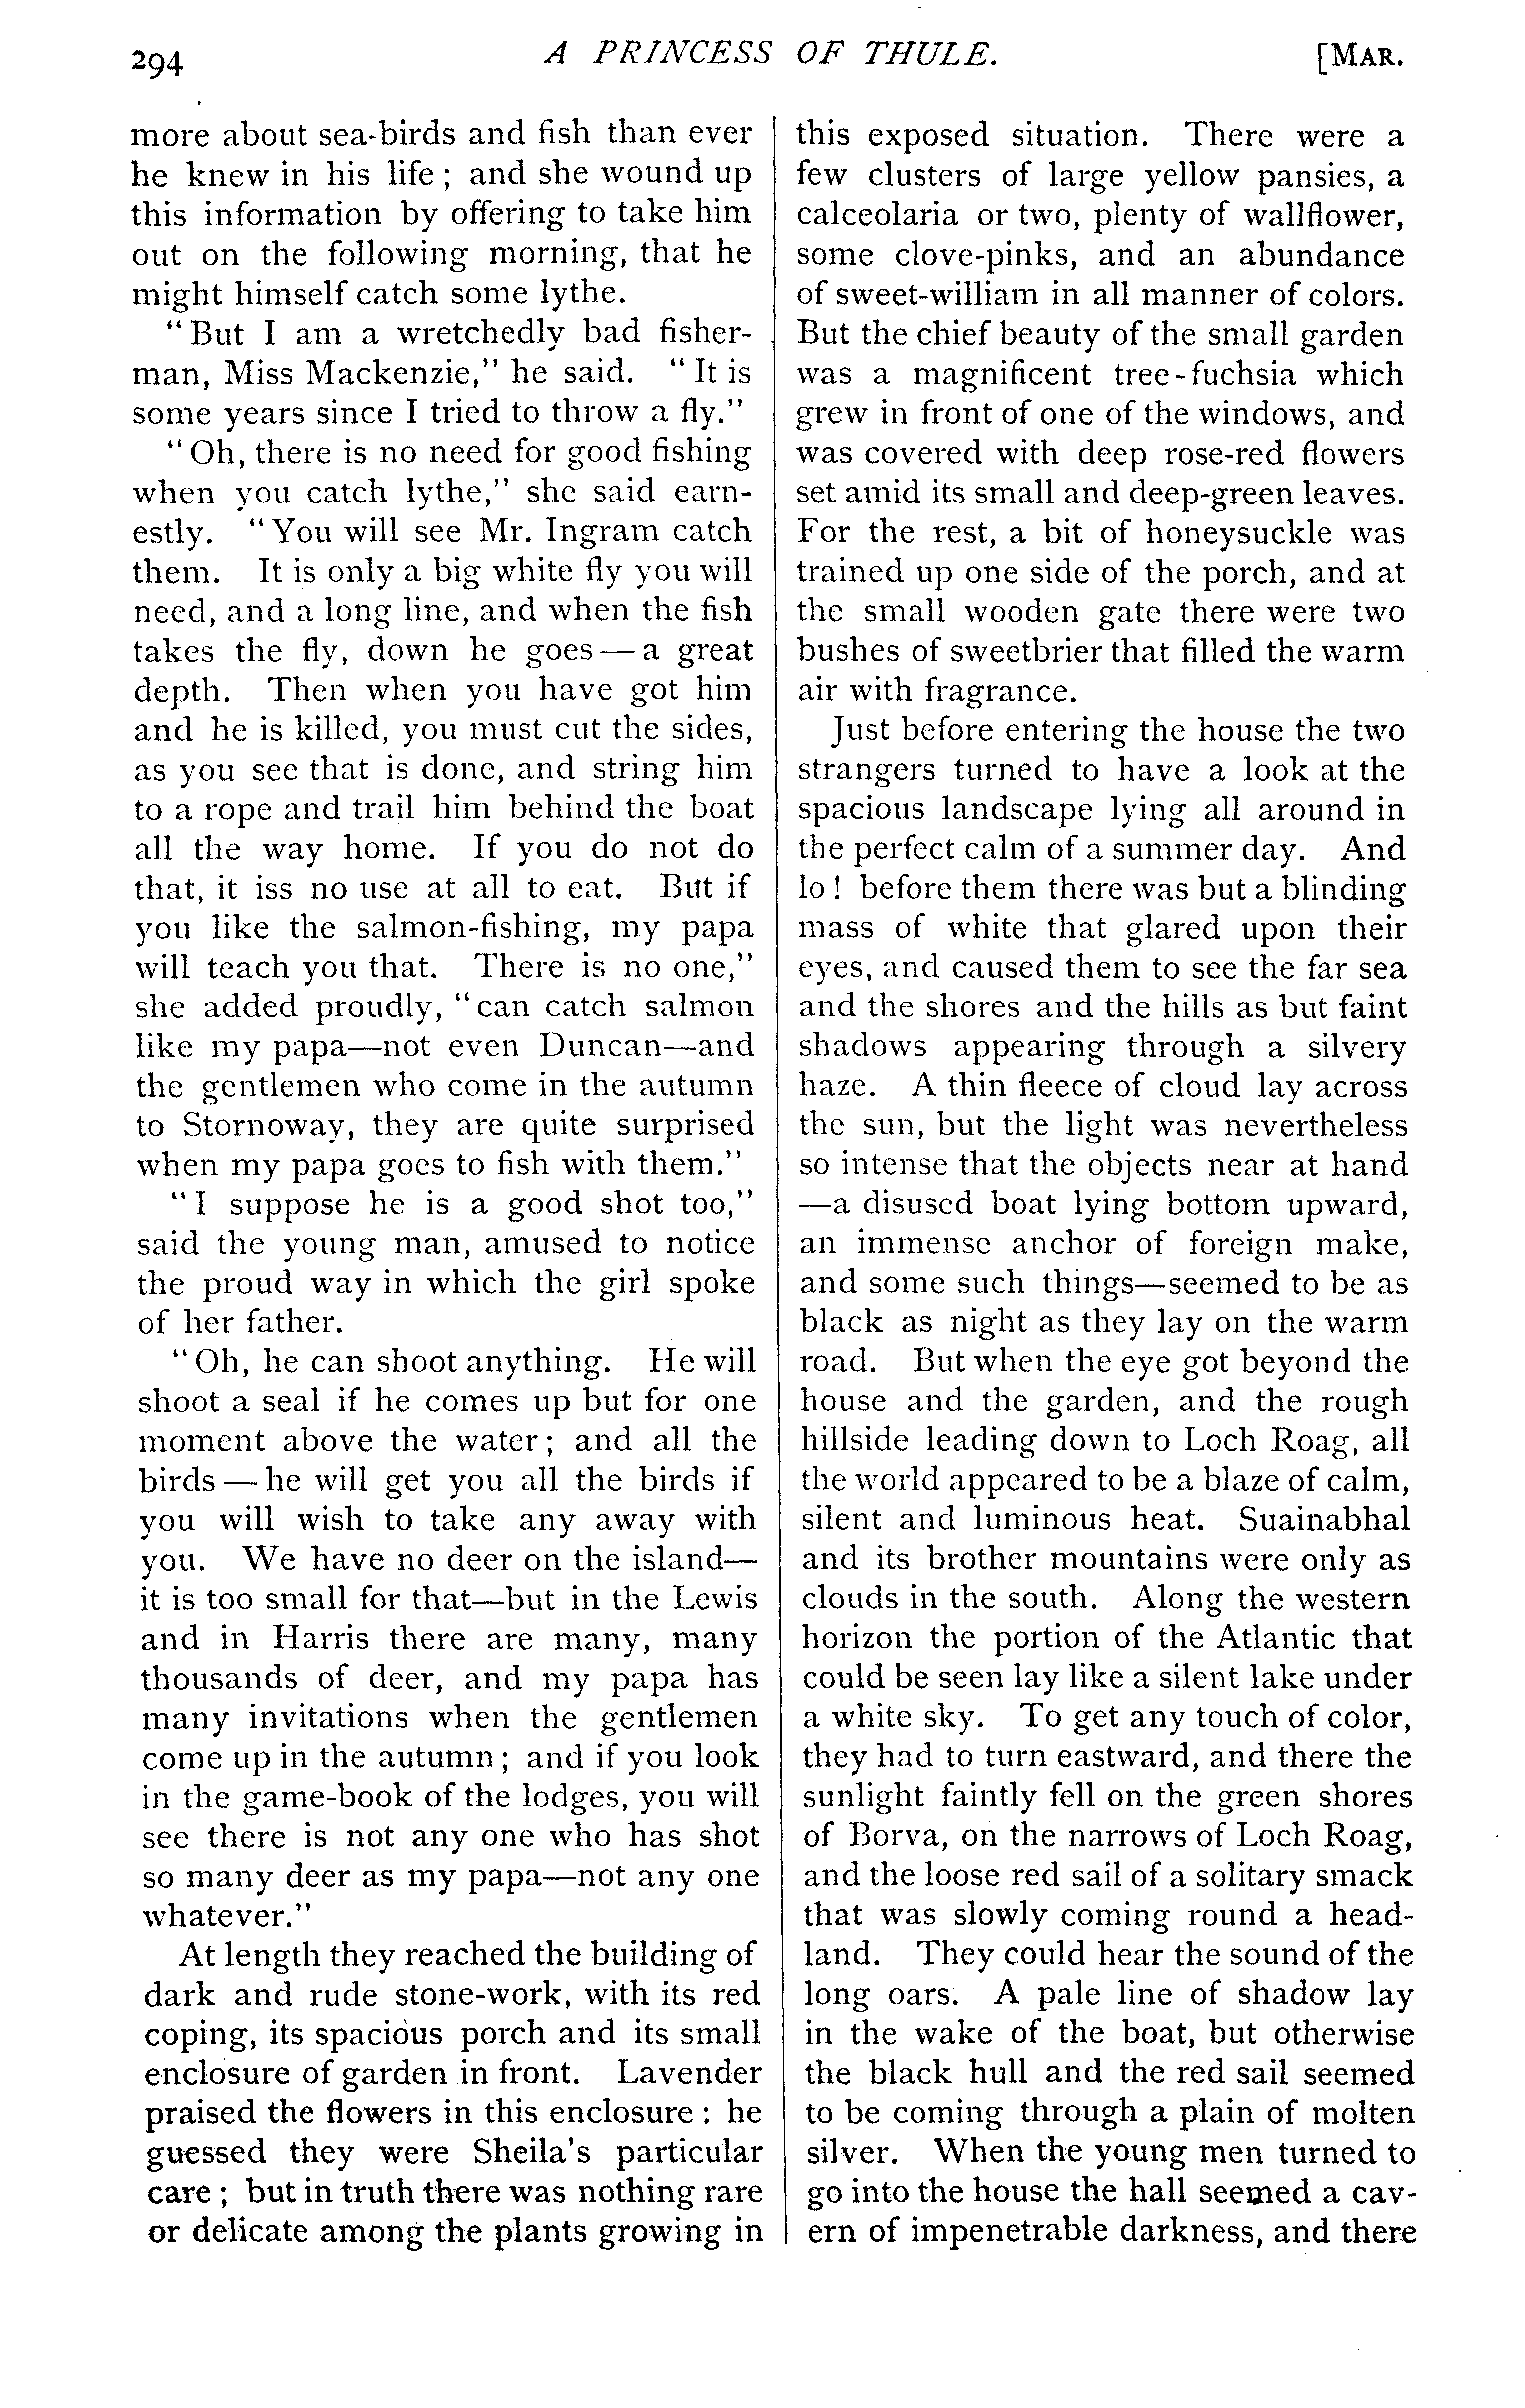 294
A PRINCESS OF THULE.
[MAR.
more about sea-birds and fish than ever
he knew in his life; and she wound up
this information by offering to take him
out on the following morning, that he
might himself catch some lythe.
"But I am a wretchedly bad fisher-
man, Miss Mackenzie," he said. "It is
some years since I tried to throw a fly."
"Oh, there is no need for good fishing
when you catch lythe," she said earn-
estly. "You will see Mr. Ingram catch
them. It is only a big white fly you will
need, and a long line, and when the fish
takes the fly, down he goes—a great
depth. Then when you have got him
and he is killed, you must cut the sides,
as you see that is done, and string him
to a rope and trail him behind the boat
all the way home. If you do not do
that, it iss no use at all to eat. But if
you like the salmon-fishing, my papa
will teach you that. There is no one,"
she added proudly, "can catch salmon
like my papa—not even Duncan—and
the gentlemen who come in the autumn
to Stornoway, they are quite surprised
when my papa goes to fish with them."
"I suppose he is a good shot too,"
said the young man, amused to notice
the proud way in which the girl spoke
of her father.
"Oh, he can shoot anything. He will
shoot a seal if he comes up but for one
moment above the water; and all the
birds—he will get you all the birds if
you will wish to take any away with
you. We have no deer on the island—
it is too small for that—but in the Lewis
and in Harris there are many, many
thousands of deer, and my papa has
many invitations when the gentlemen
come up in the autumn; and if you look
in the game-book of the lodges, you will
see there is not any one who has shot
so many deer as my papa—not any one
whatever."
At length they reached the building of
dark and rude stone-work, with its red
coping, its spacious porch and its small
enclosure of garden in front. Lavender
praised the flowers in this enclosure: he
guessed they were Sheila's particular
care; but in truth there was nothing rare
or delicate among the plants growing in
this exposed situation. There were a
few clusters of large yellow pansies, a
calceolaria or two, plenty of wallflower,
some clove-pinks, and an abundance
of sweet-william in all manner of colors.
But the chief beauty of the small garden
was a magnificent tree-fuchsia which
grew in front of one of the windows, and
was covered with deep rose-red flowers
set amid its small and deep-green leaves.
For the rest, a bit of honeysuckle was
trained up one side of the porch, and at
the small wooden gate there were two
bushes of sweetbrier that filled the warm
air with fragrance.
Just before entering the house the two
strangers turned to have a look at the
spacious landscape lying all around in
the perfect calm of a summer day. And
lo! before them there was but a blinding
mass of white that glared upon their
eyes, and caused them to see the far sea
and the shores and the hills as but faint
shadows appearing through a silvery
haze. A thin fleece of cloud lay across
the sun, but the light was nevertheless
so intense that the objects near at hand
—a disused boat lying bottom upward,
an immense anchor of foreign make,
and some such things—seemed to be as
black as night as they lay on the warm
road. But when the eye got beyond the
house and the garden, and the rough
hillside leading down to Loch Roag, all
the world appeared to be a blaze of calm,
silent and luminous heat. Suainabhal
and its brother mountains were only as
clouds in the south. Along the western
horizon the portion of the Atlantic that
could be seen lay like a silent lake under
a white sky. To get any touch of color,
they had to turn eastward, and there the
sunlight faintly fell on the green shores
of Borva, on the narrows of Loch Roag,
and the loose red sail of a solitary smack
that was slowly coming round a head-
land. They could hear the sound of the
long oars. A pale line of shadow lay
in the wake of the boat, but otherwise
the black hull and the red sail seemed
to be coming through a plain of molten
silver. When the young men turned to
go into the house the hall seemed a cav-
ern of impenetrable darkness, and there